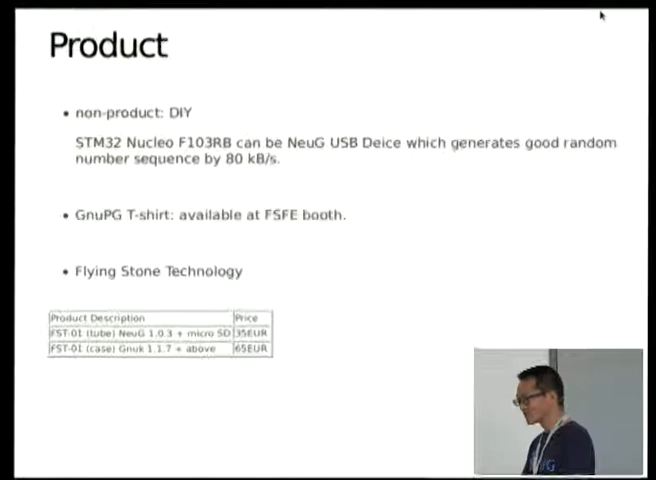 Product
• non-product: DIY
STM32 Nucleo F103RB can be NeuG USB Deice which generates good random
number sequence by 80 kB/s.
• GnuPG T-shirt: available at FSFE booth.
• Flying Stone Technology
Product Description Price
FST-01 (tube) NeuG 1.0.3 + micro SD 35EUR
FST-01 (case) Gnuk 1.1.7 + above 65EUR